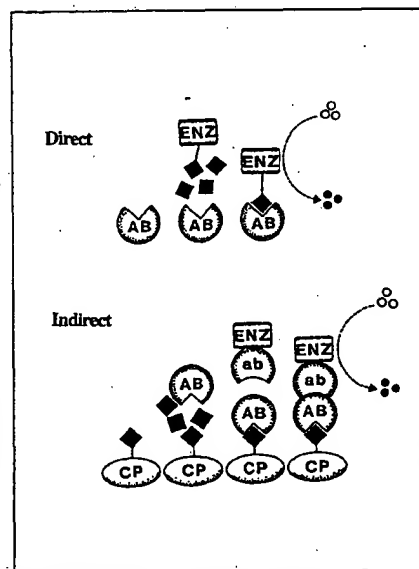 ENZ
Direct
ENZ
AB AB AB
Indirect
ENZ
ENZ
ab
ab
AB
AB AB
CP CP CP CP